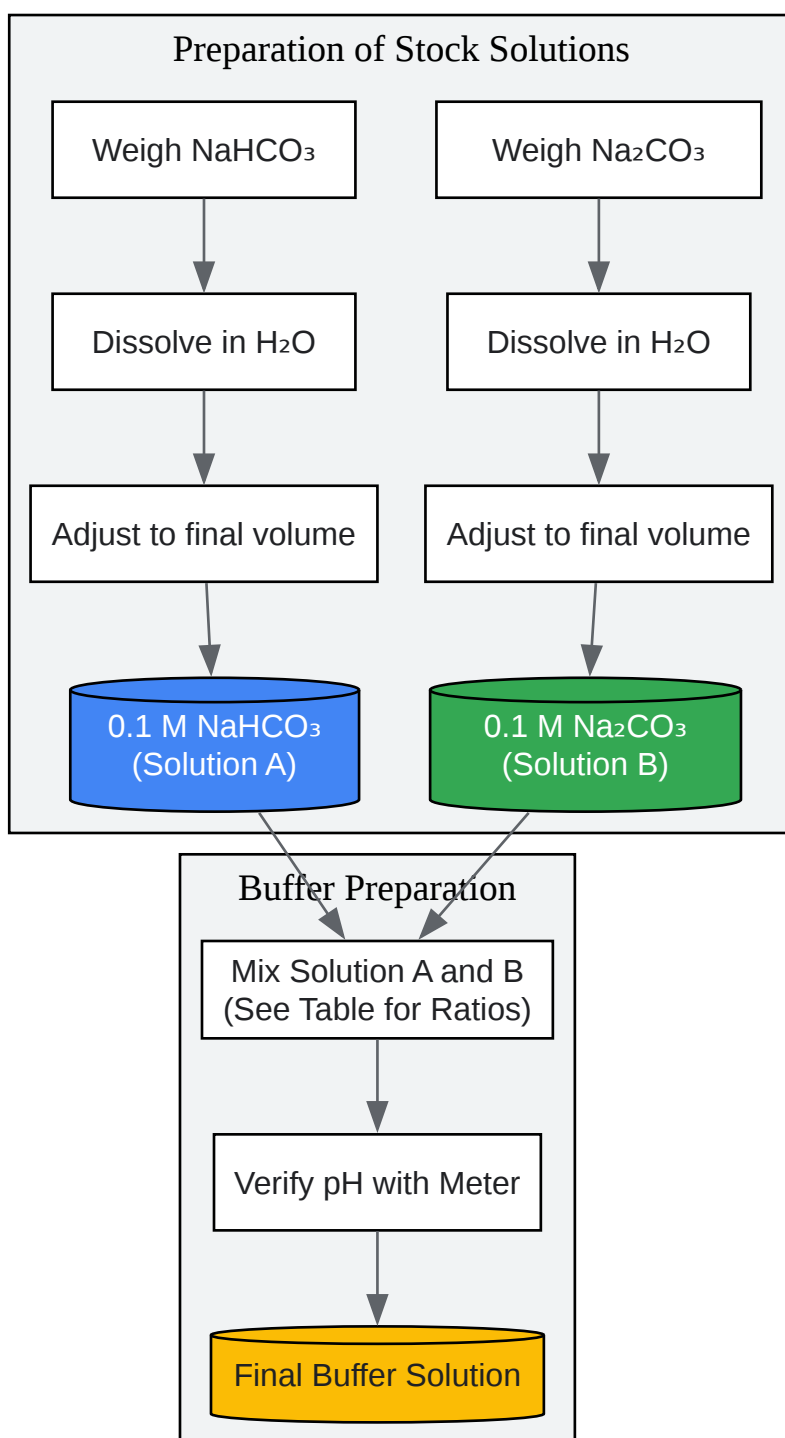 Preparation of Stock Solutions
Weigh NaHCO₃
Weigh Na₂CO₃
Dissolve in H₂O
Dissolve in H₂O
Adjust to final volume
Adjust to final volume
0.1 M NaHCO₃
(Solution A)
0.1 M Na₂CO₃
(Solution B)
Buffer Preparation
Mix Solution A and B
(See Table for Ratios)
Verify pH with Meter
Final Buffer Solution